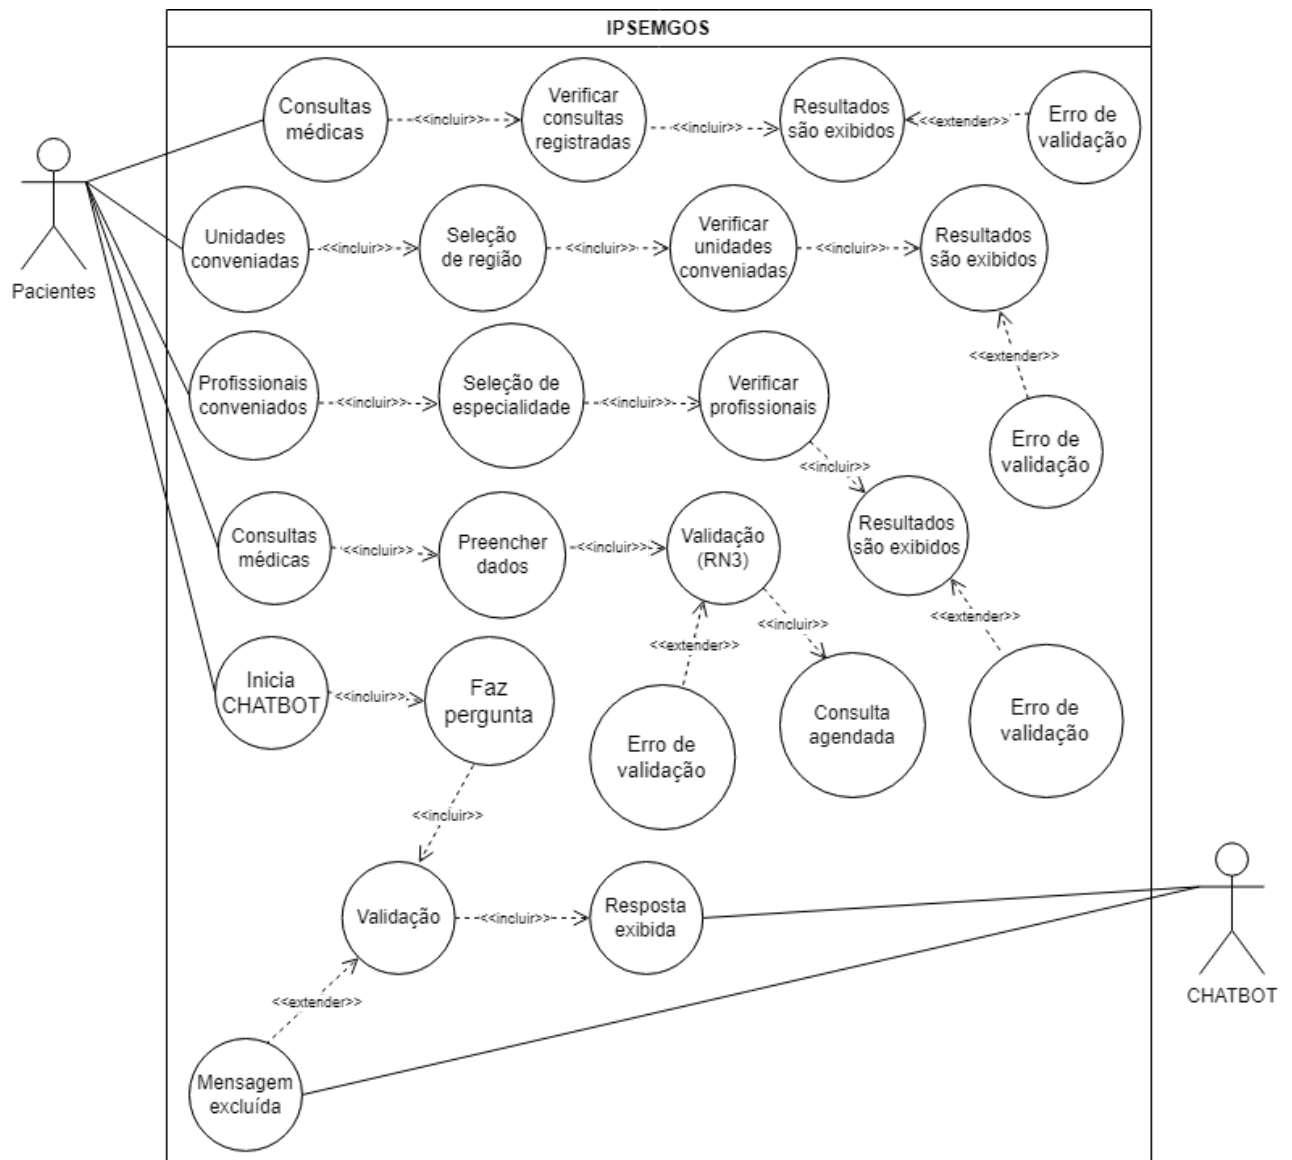 IPSEMGOS
Consultas
médicas
<<incluir>>
Verificar
consultas
registradas
<<incluir>>
Resultados
são exibidos
<<extender>>
Erro de
validação
Pacientes
Unidades
conveniadas
<<incluir>>
Seleção
de região
<<incluir>>
Verificar
unidades
conveniadas
<<incluir>>
Resultados
são exibidos
<<extender>>
Erro de
validação
Profissionais
conveniados
<<incluir>>
Seleção de
especialidade
<<incluir>>
Verificar
profissionais
<<incluir>>
Resultados
são exibidos
<<extender>>
Erro de
validação
Consultas
médicas
<<incluir>>
Preencher
dados
<<incluir>>
Validação
(RN3)
<<extender>>
Erro de
validação
<<incluir>>
Consulta
agendada
Inicia
CHATBOT
<<incluir>>
Faz
pergunta
<<incluir>>
Validação
<<incluir>>
Resposta
exibida
<<extender>>
Mensagem
excluída
CHATBOT